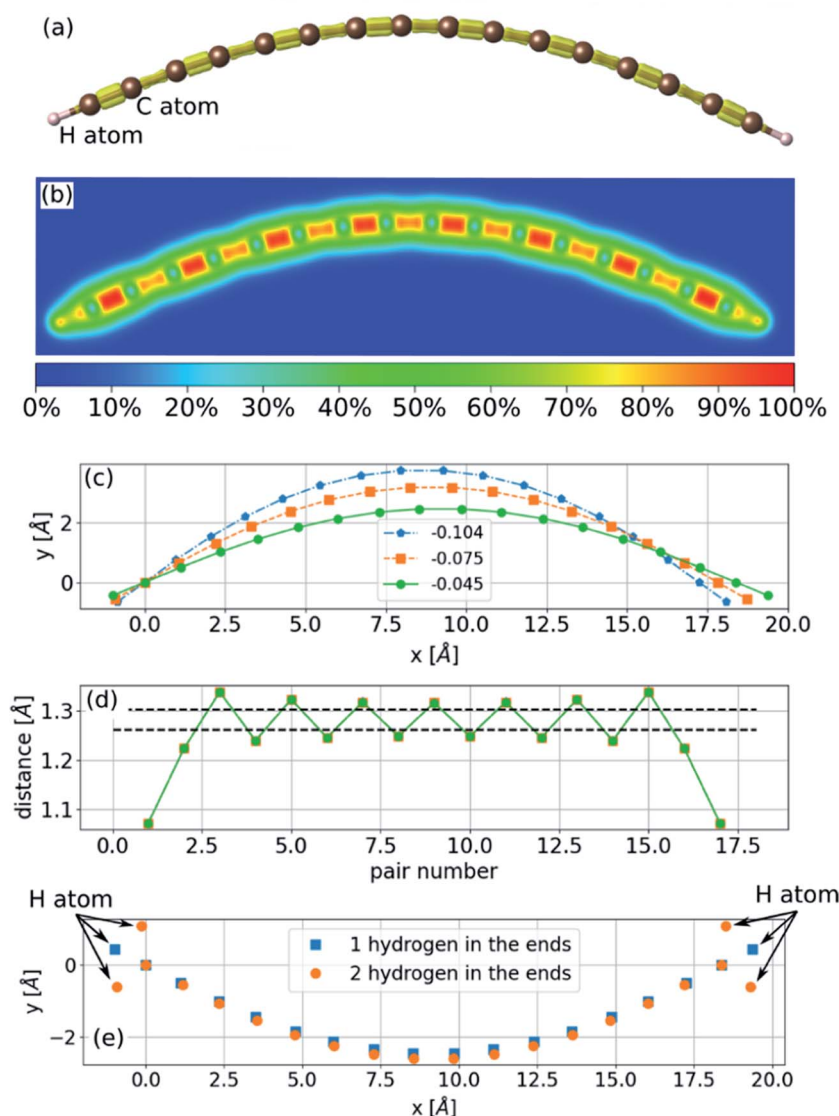 (a)
C atom
H atom
(b)
0% 10% 20% 30% 40% 50% 60% 70% 80% 90% 100%
(c)
y [Å]
2
0
-0.104
-0.075
-0.045
0.0 2.5 5.0 7.5 10.0 12.5 15.0 17.5 20.0
x [Å]
(d)
distance [Å]
1.3
1.2
1.1
0.0 2.5 5.0 7.5 10.0 12.5 15.0 17.5
pair number
H atom
H atom
1 hydrogen in the ends
2 hydrogen in the ends
y [Å]
0
−2
(e)
0.0 2.5 5.0 7.5 10.0 12.5 15.0 17.5 20.0
x [Å]